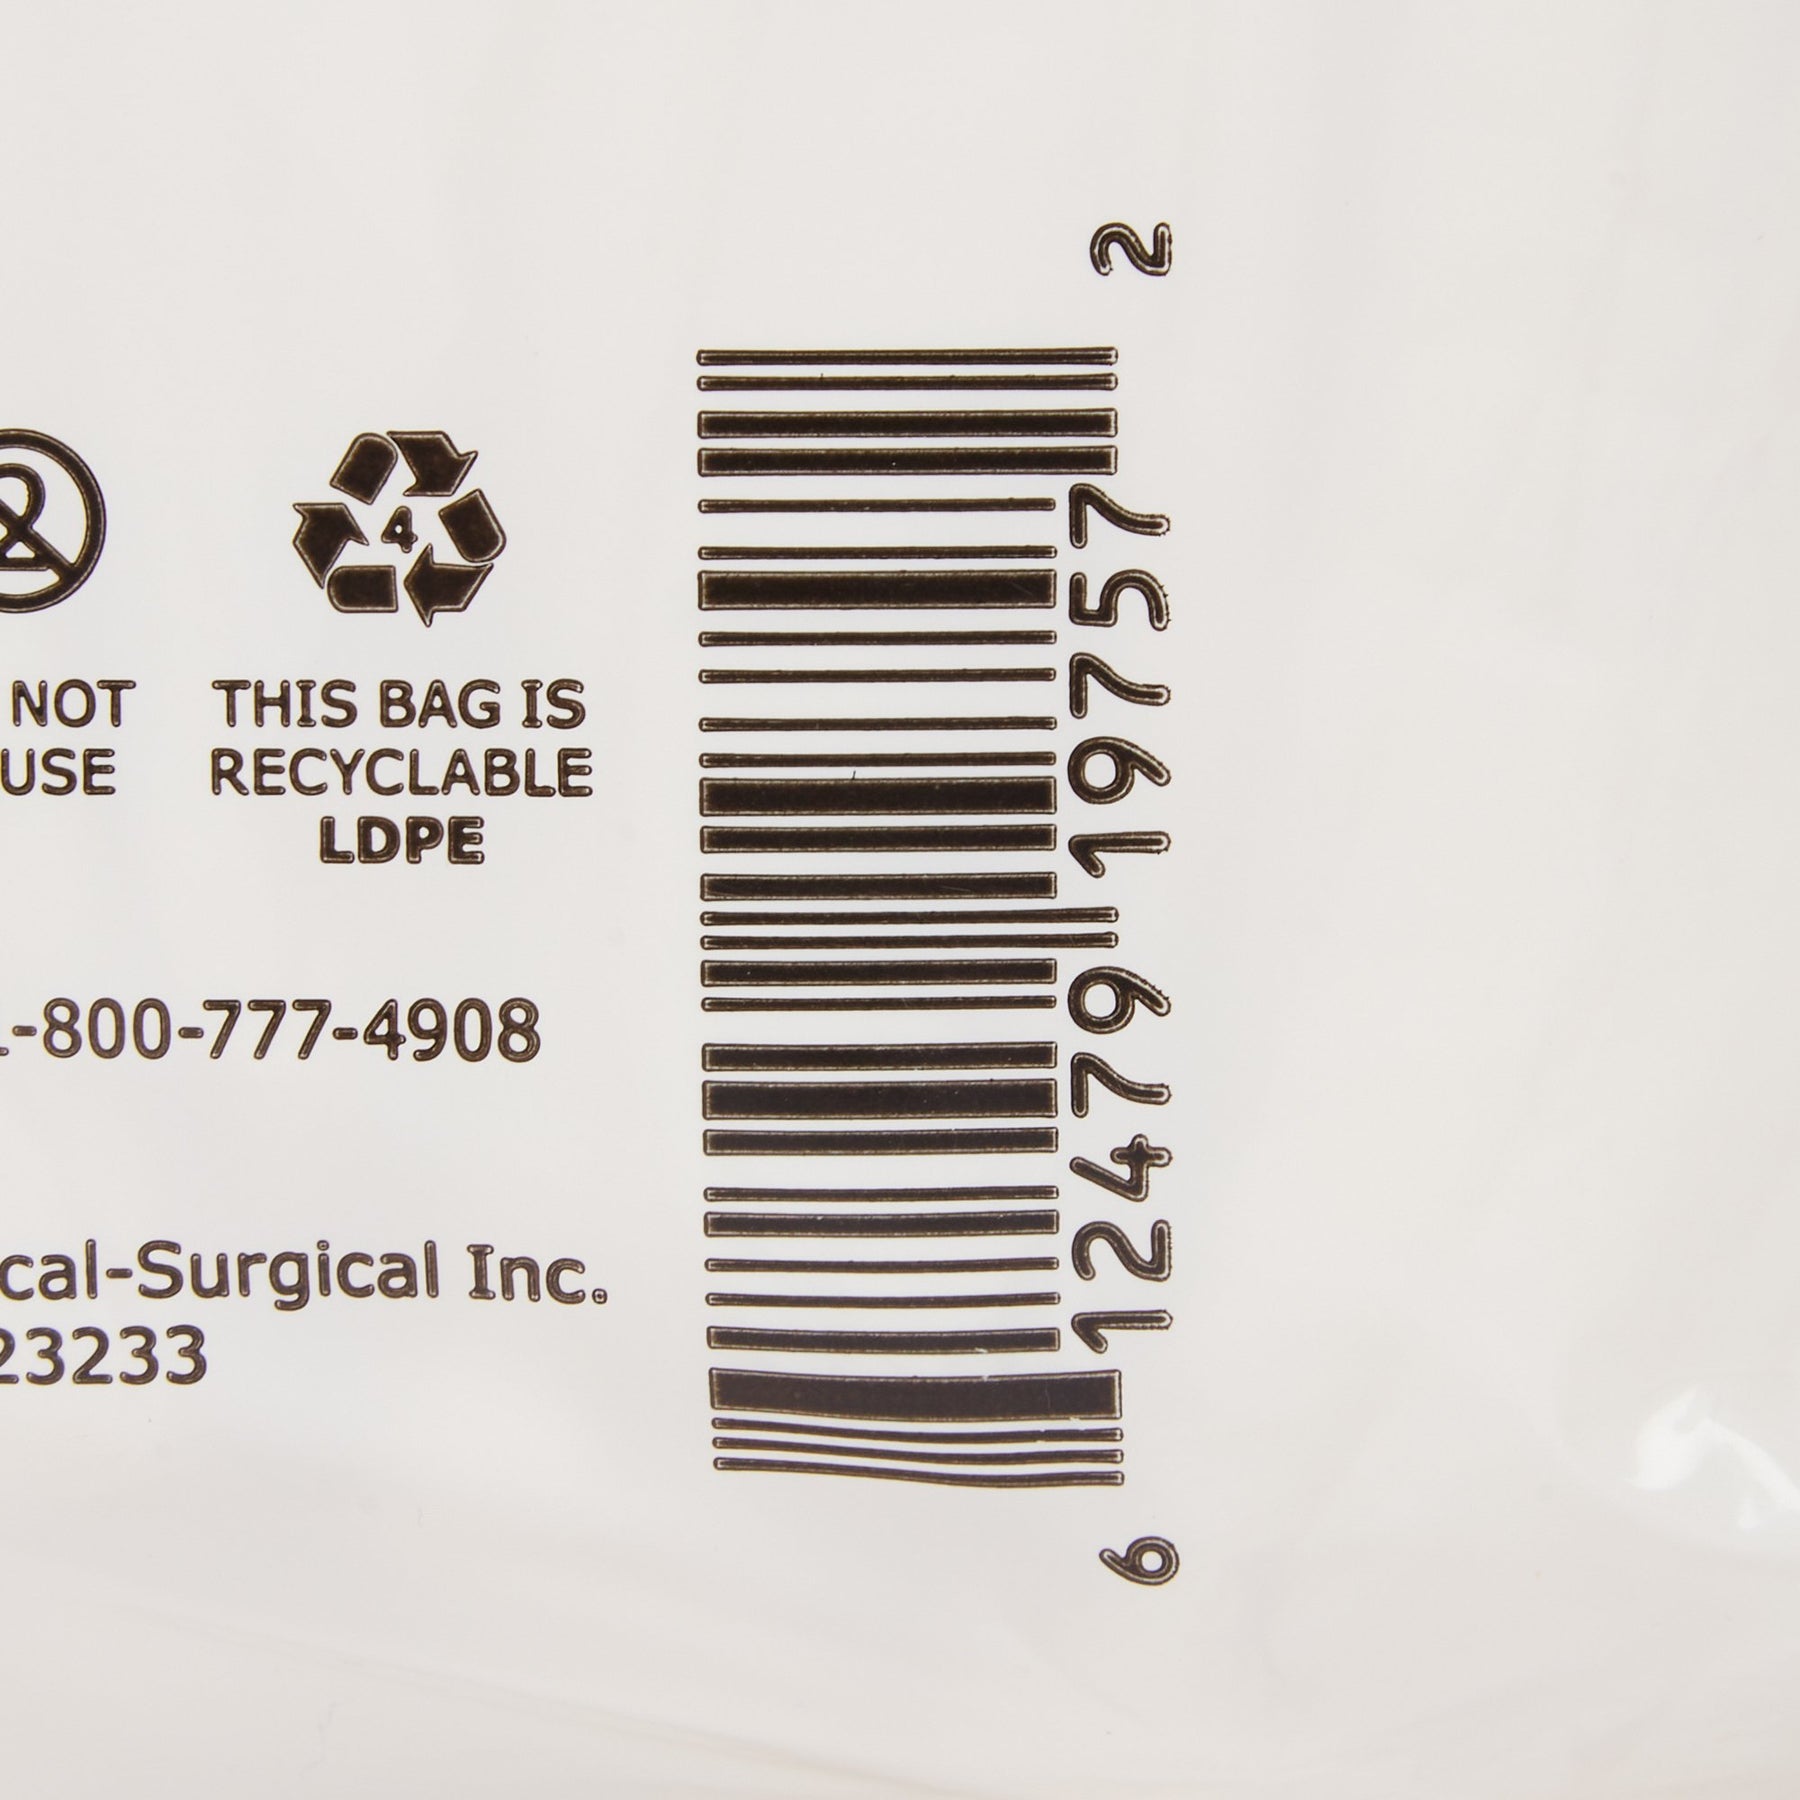 NOT
USE
4
THIS BAG IS
RECYCLABLE
LDPE
1-800-777-4908
cal-Surgical Inc.
23233
6 12479 19757 2